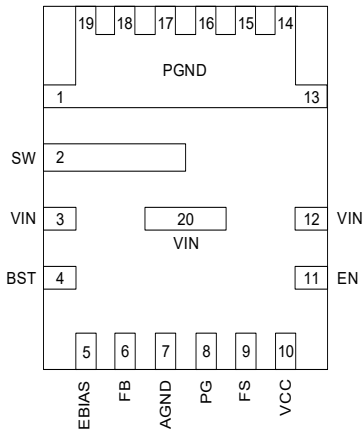 19 18 17 16 15 14
PGND
1 13
SW 2
VIN 3 20 12 VIN
VIN
BST 4 11 EN
5 6 7 8 9 10
EBIAS FB AGND PG FS VCC